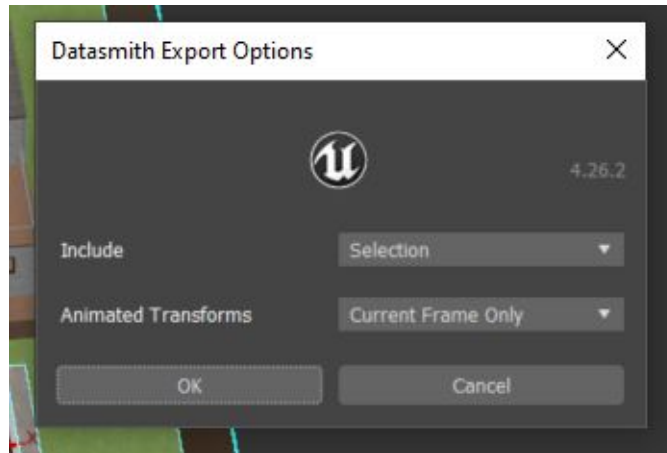 Datasmith Export Options
4.26.2
Include Selection
Animated Transforms Current Frame Only
OK Cancel